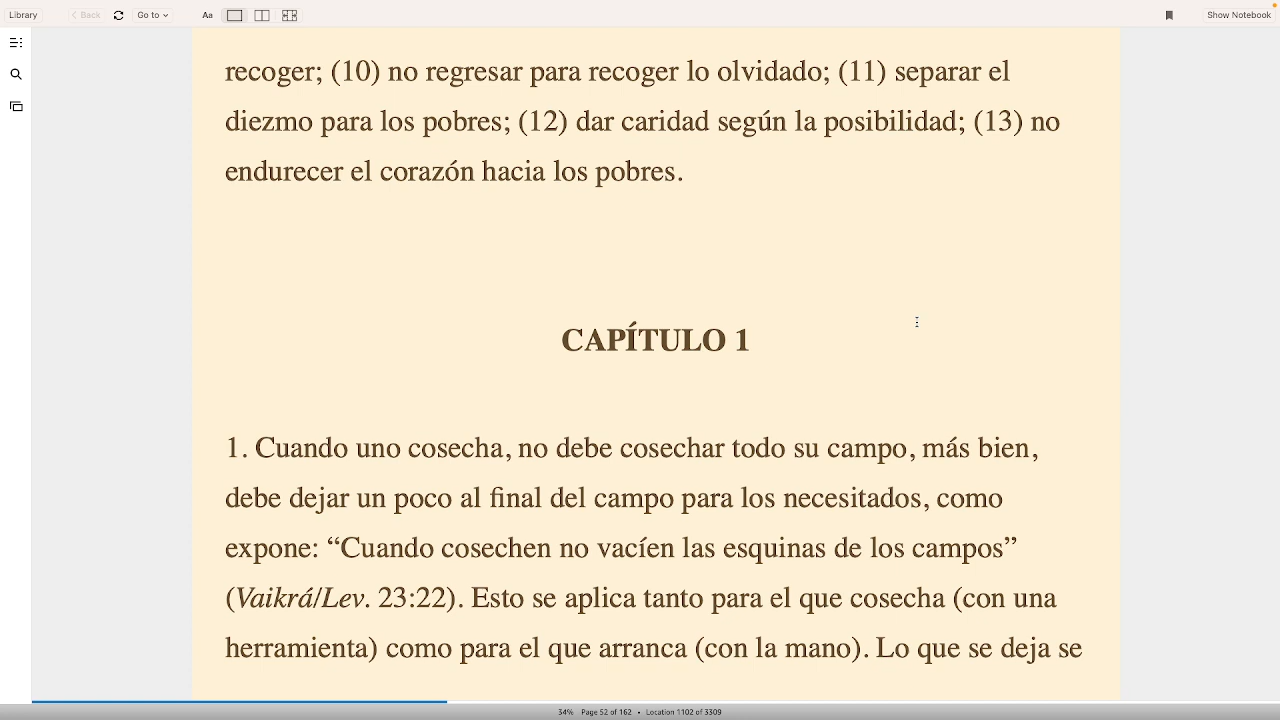 Library
Back
Go to
Aa
Show Notebook
recoger; (10) no regresar para recoger lo olvidado; (11) separar el
diezmo para los pobres; (12) dar caridad según la posibilidad; (13) no
endurecer el corazón hacia los pobres.
CAPÍTULO 1
1. Cuando uno cosecha, no debe cosechar todo su campo, más bien,
debe dejar un poco al final del campo para los necesitados, como
expone: “Cuando cosechen no vacíen las esquinas de los campos”
(Vaikrá/Lev. 23:22). Esto se aplica tanto para el que cosecha (con una
herramienta) como para el que arranca (con la mano). Lo que se deja se
34% Page 52 of 162 • Location 1102 of 3309